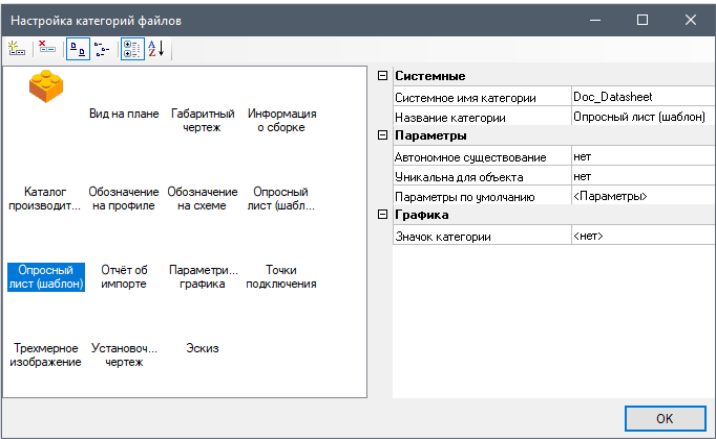 Настройка категорий файлов
Вид на плане
Габаритный
чертеж
Информация
о сборке
Каталог
производит...
Обозначение
на профиле
Обозначение
на схеме
Опросный
лист (шабл...
Опросный
лист (шаблон)
Отчёт об
импорте
Параметри...
графика
Точки
подключения
Трехмерное
изображение
Установоч...
чертеж
Эскиз
Системные
Системное имя категории Doc_Datasheet
Название категории Опросный лист (шаблон)
Параметры
Автономное существование нет
Уникальна для объекта нет
Параметры по умолчанию <Параметры>
Графика
Значок категории <нет>
OK